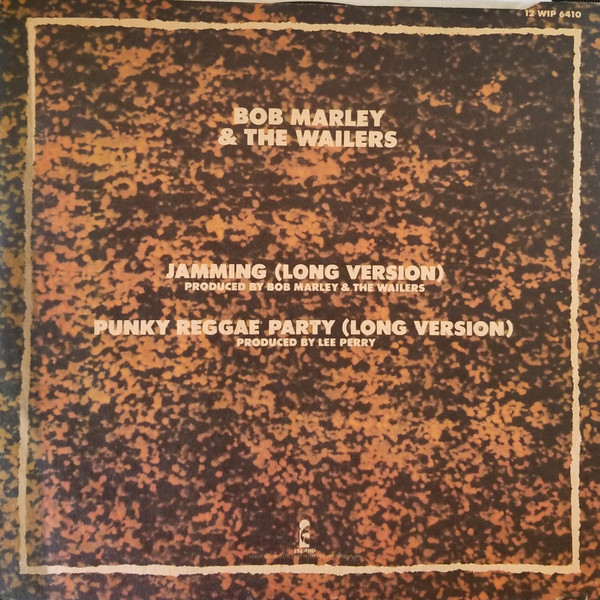 12 WIP 6410
BOB MARLEY
& THE WAILERS
JAMMING (LONG VERSION)
PRODUCED BY BOB MARLEY & THE WAILERS
PUNKY REGGAE PARTY (LONG VERSION)
PRODUCED BY LEE PERRY
ISLAND